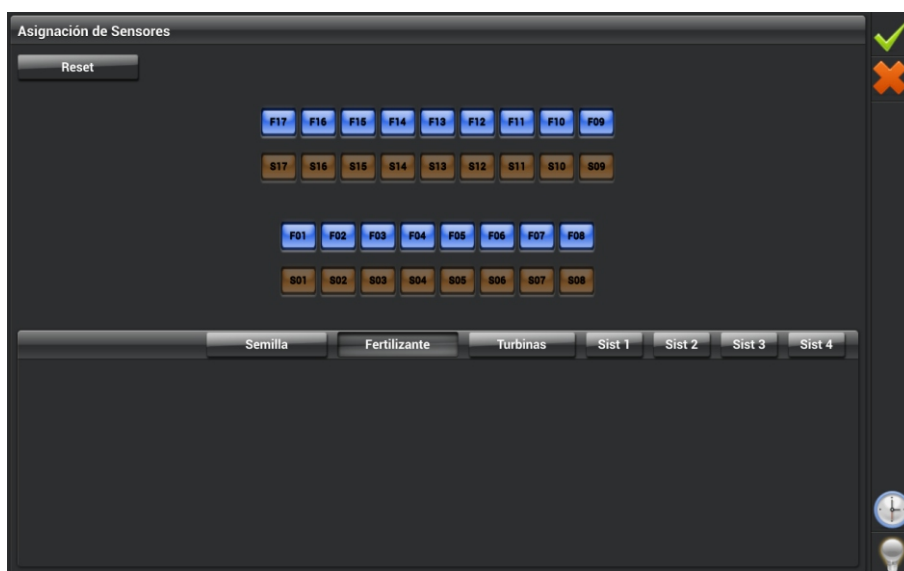 Asignación de Sensores
Reset
F17 F16 F15 F14 F13 F12 F11 F10 F09
S17 S16 S15 S14 S13 S12 S11 S10 S09
F01 F02 F03 F04 F05 F06 F07 F08
S01 S02 S03 S04 S05 S06 S07 S08
Semilla Fertilizante Turbinas Sist 1 Sist 2 Sist 3 Sist 4